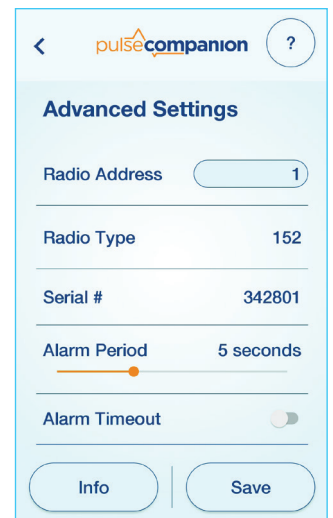 pulsecompanion ?
Advanced Settings
Radio Address 1
Radio Type 152
Serial # 342801
Alarm Period 5 seconds
Alarm Timeout
Info Save